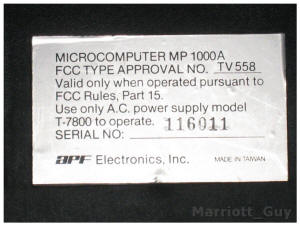 MICROCOMPUTER MP 1000A
FCC TYPE APPROVAL NO. TV 558
Valid only when operated pursuant to
FCC Rules, Part 15.
Use only A.C. power supply model
T-7800 to operate. 116011
SERIAL NO:
APF Electronics, Inc. MADE IN TAIWAN
Marriott_Guy